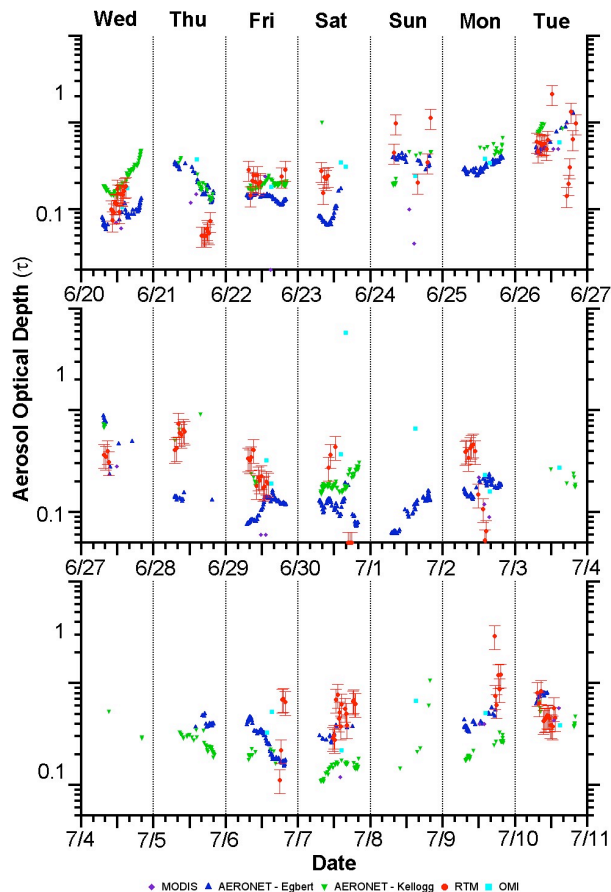 Wed Thu Fri Sat Sun Mon Tue
1
0.1
6/20 6/21 6/22 6/23 6/24 6/25 6/26 6/27
Aerosol Optical Depth (τ)
1
0.1
6/27 6/28 6/29 6/30 7/1 7/2 7/3 7/4
1
0.1
7/4 7/5 7/6 7/7 7/8 7/9 7/10 7/11
Date
MODIS AERONET - Egbert AERONET - Kellogg RTM OMI